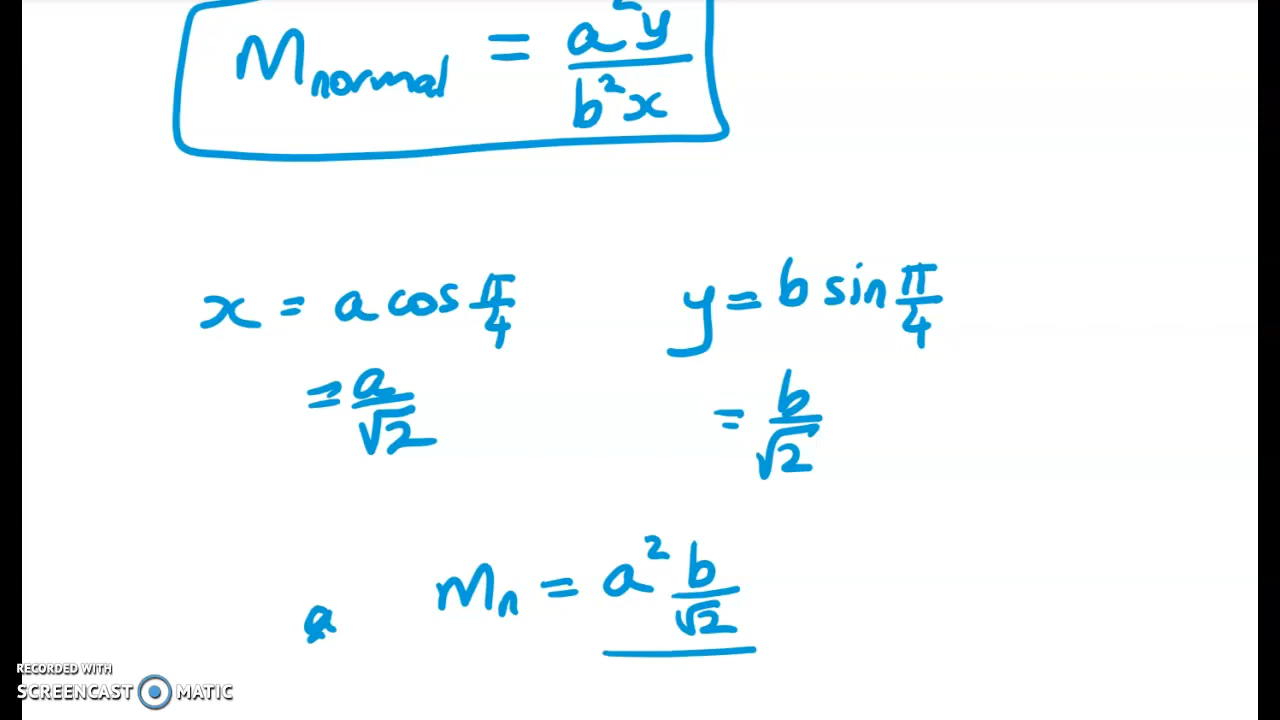 M_normal = a²y / b²x
x = a cos π/4    y = b sin π/4
= a/√2    = b/√2
a    m_n = a² b/√2
RECORDED WITH
SCREENCAST MATIC